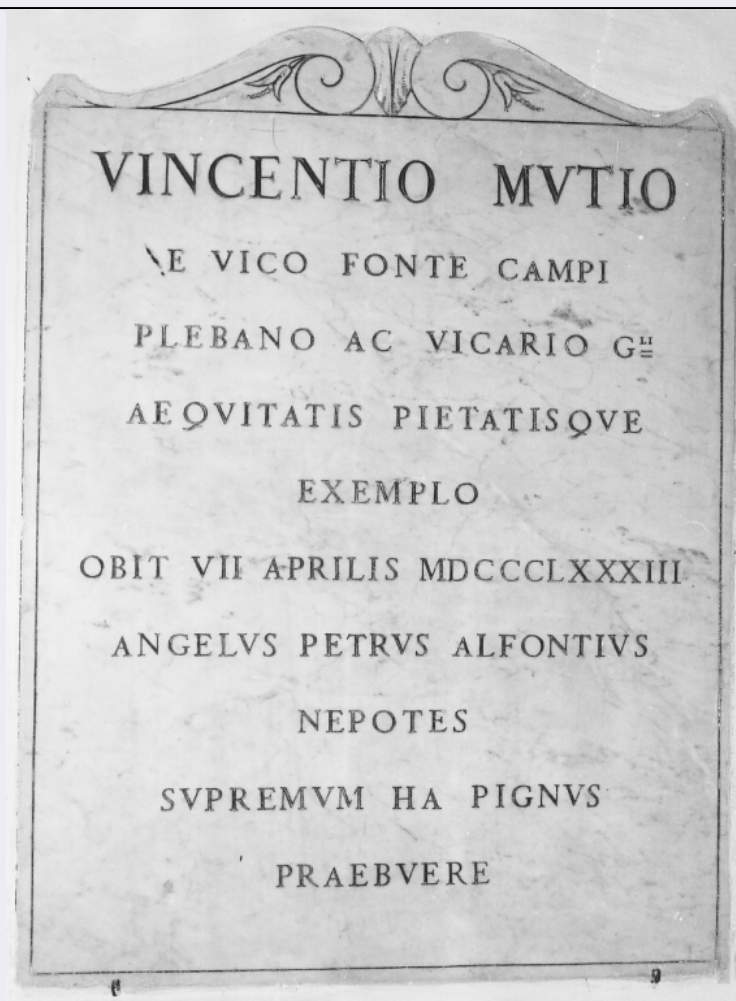 VINCENTIO MVTIO
E VICO FONTE CAMPI
PLEBANO AC VICARIO G
AEQVITATIS PIETATISQVE
EXEMPLO
OBIT VII APRILIS MDCCCLXXXIII
ANGELVS PETRVS ALFONTIVS
NEPOTES
SVPREMVM HA PIGNVS
PRAEBVERE